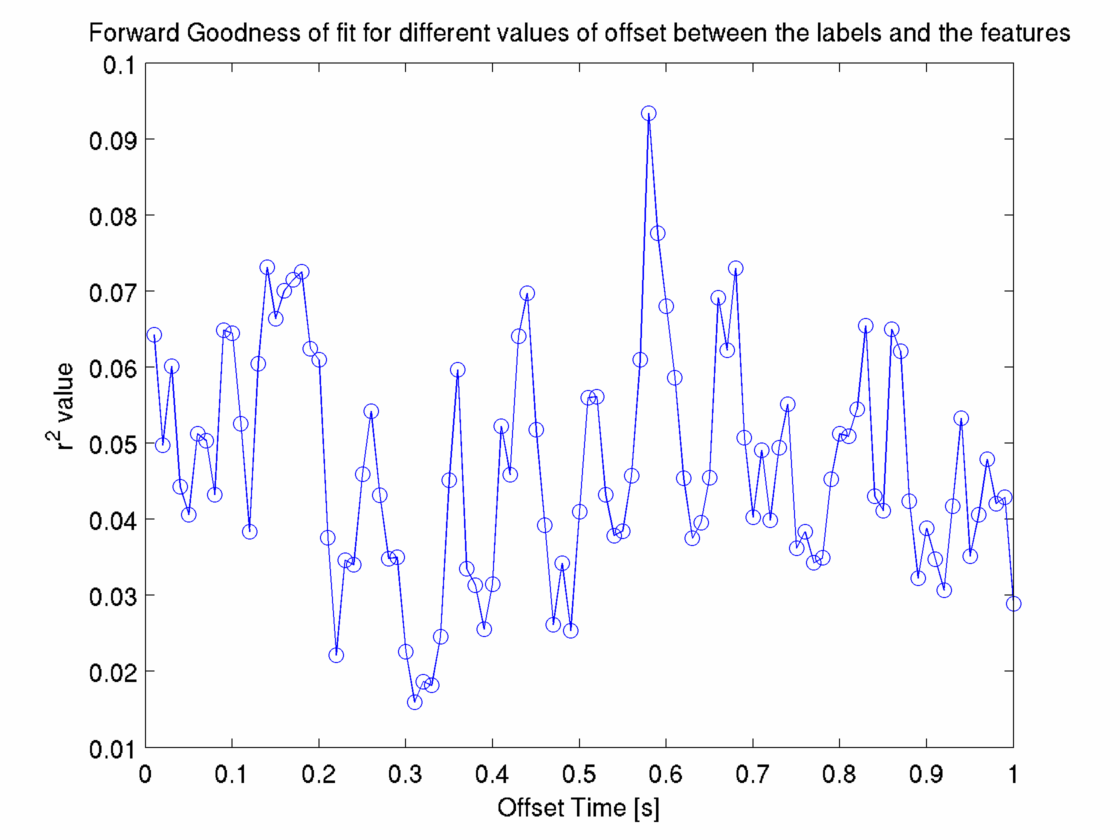 Forward Goodness of fit for different values of offset between the labels and the features
0.1
0.09
0.08
0.07
0.06
0.05
0.04
0.03
0.02
0.01
r² value
0 0.1 0.2 0.3 0.4 0.5 0.6 0.7 0.8 0.9 1
Offset Time [s]